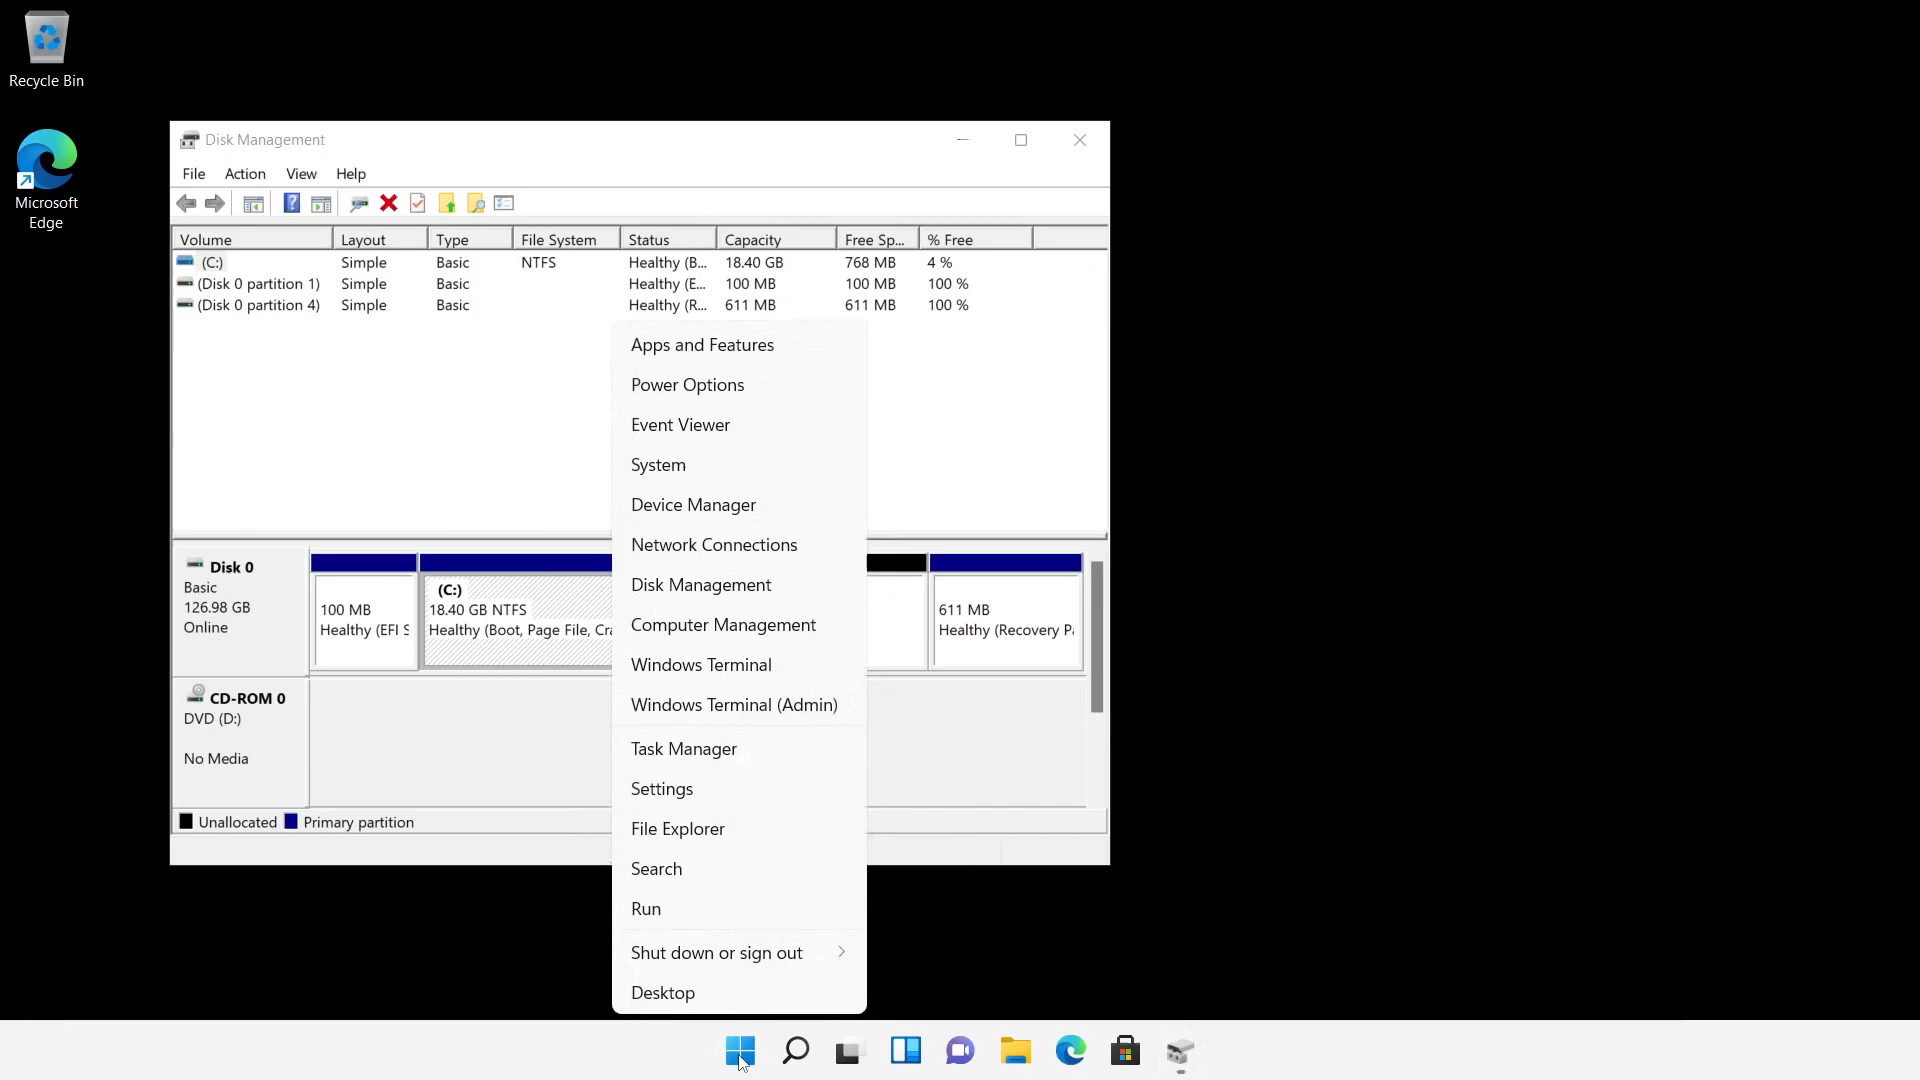 Recycle Bin
Microsoft
Edge
Disk Management
File Action View Help
Volume Layout Type File System Status Capacity Free Sp... % Free
(C:) Simple Basic NTFS Healthy (B... 18.40 GB 768 MB 4 %
(Disk 0 partition 1) Simple Basic Healthy (E... 100 MB 100 MB 100 %
(Disk 0 partition 4) Simple Basic Healthy (R... 611 MB 611 MB 100 %
Disk 0
Basic
126.98 GB
Online
100 MB
Healthy (EFI S
(C:)
18.40 GB NTFS
Healthy (Boot, Page File, Cra
611 MB
Healthy (Recovery Pa
CD-ROM 0
DVD (D:)
No Media
Unallocated Primary partition
Apps and Features
Power Options
Event Viewer
System
Device Manager
Network Connections
Disk Management
Computer Management
Windows Terminal
Windows Terminal (Admin)
Task Manager
Settings
File Explorer
Search
Run
Shut down or sign out
Desktop